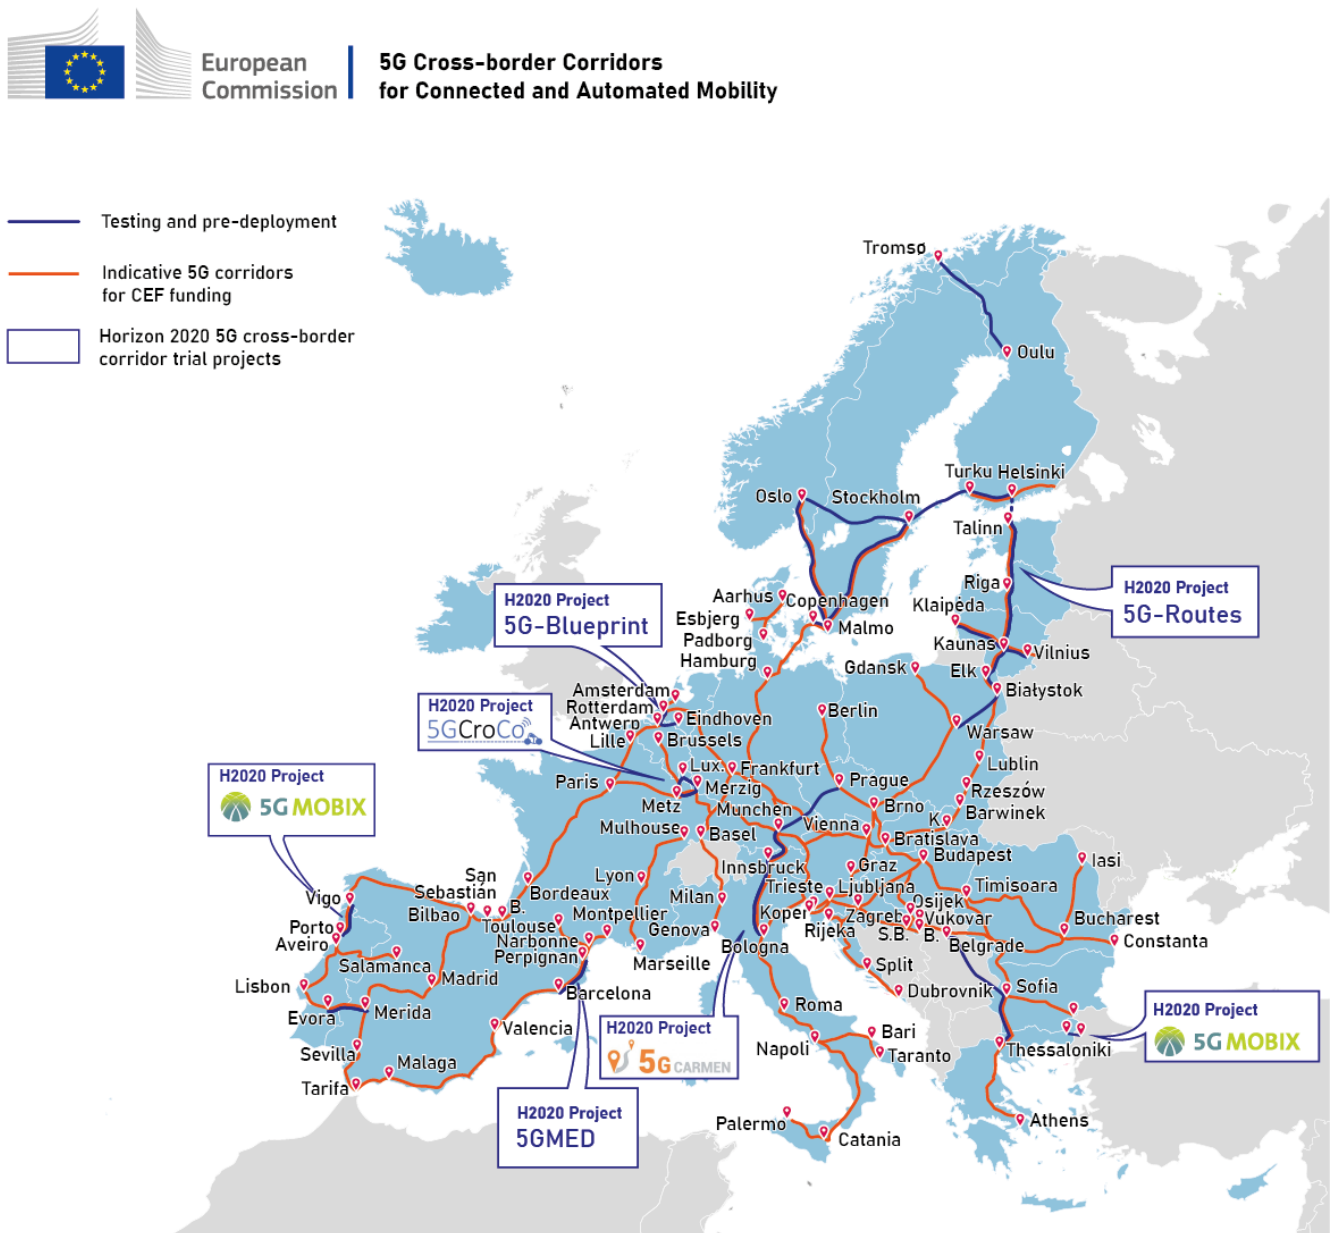 European
Commission
5G Cross-border Corridors
for Connected and Automated Mobility
Testing and pre-deployment
Indicative 5G corridors
for CEF funding
Horizon 2020 5G cross-border
corridor trial projects
Tromsø
Oulu
Turku Helsinki
Oslo
Stockholm
Talinn
H2020 Project
5G-Routes
Riga
Klaipėda
Kaunas
Vilnius
Elk
Białystok
H2020 Project
5G-Blueprint
Aarhus
Copenhagen
Esbjerg
Malmo
Padborg
Hamburg
Gdansk
Amsterdam
Rotterdam
Antwerp
Eindhoven
Lille
Brussels
Berlin
Warsaw
H2020 Project
5GCroCo
Lux.
Frankfurt
Lublin
Paris
Merzig
Prague
Rzeszów
Metz
Munchen
Brno
Barwinek
K.
H2020 Project
5G MOBIX
Mulhouse
Basel
Vienna
Bratislava
Budapest
Iasi
Innsbruck
Graz
San
Sebastián
Bilbao
B.
Bordeaux
Lyon
Milan
Trieste
Ljubljana
Timisoara
Vigo
Porto
Aveiro
Toulouse
Montpellier
Narbonne
Perpignan
Genova
Koper
Rijeka
Zagreb
Osijek
Vukovar
S.B.
B.
Belgrade
Bucharest
Constanta
Bologna
Marseille
Salamanca
Madrid
Split
Dubrovnik
Sofia
Lisbon
Evora
Merida
Barcelona
Roma
Valencia
H2020 Project
5G CARMEN
Bari
Napoli
Taranto
Thessaloniki
H2020 Project
5G MOBIX
Sevilla
Malaga
Tarifa
H2020 Project
5GMED
Palermo
Catania
Athens